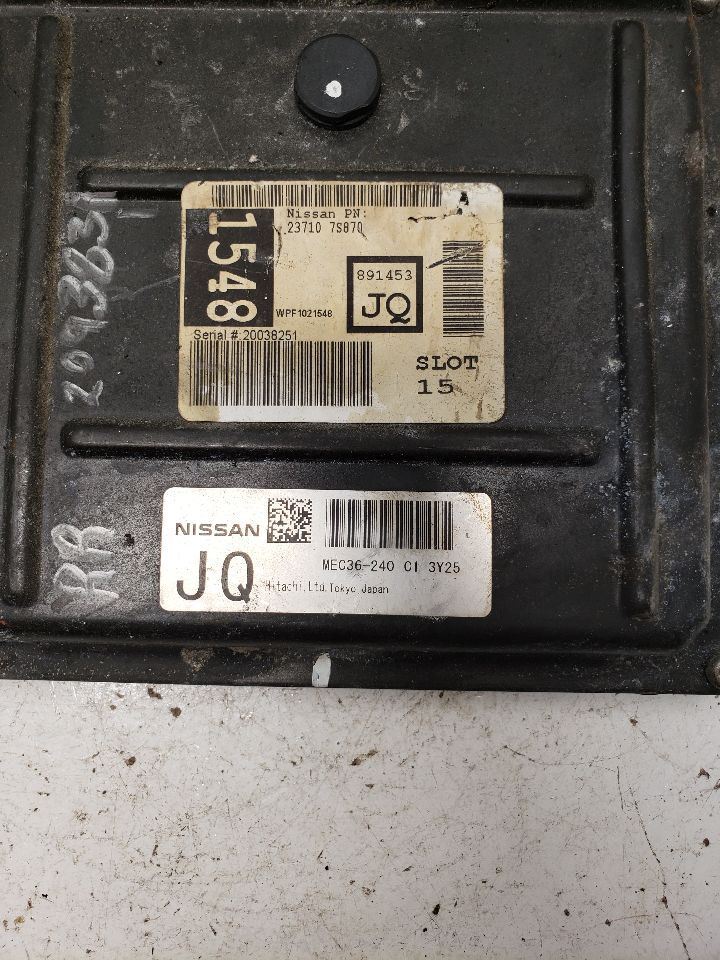 A
Nissan PN:
23710 7S870
1548
891453
JQ
WPF1021548
Serial #:20038251
SLOT
15
NISSAN
JQ
MEC36-240 C1 3Y25
Hitachi,Ltd.Tokyo Japan
RR